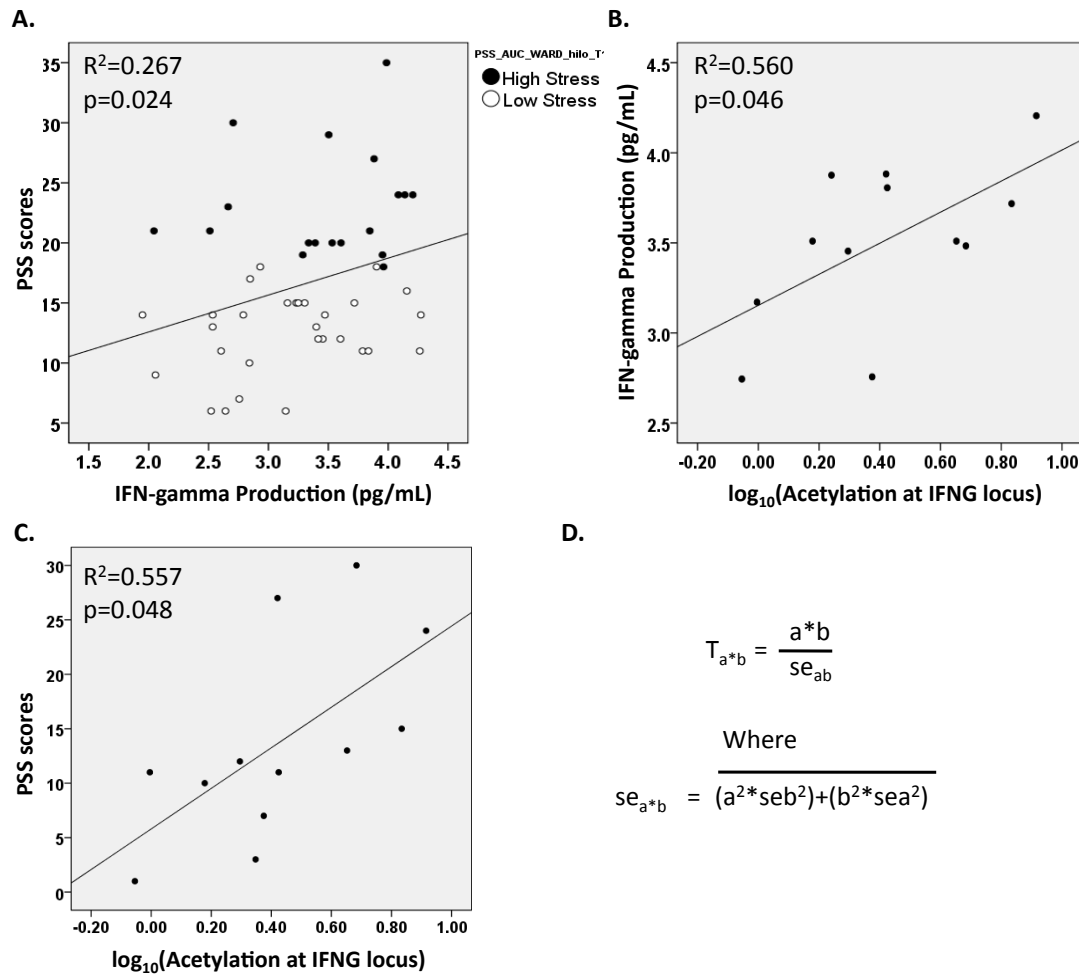 A.
R²=0.267
p=0.024
PSS scores
35
30
25
20
15
10
5
1.5 2.0 2.5 3.0 3.5 4.0 4.5
IFN-gamma Production (pg/mL)
PSS_AUC_WARD_hilo_T1
High Stress
Low Stress
B.
R²=0.560
p=0.046
IFN-gamma Production (pg/mL)
4.5
4.0
3.5
3.0
2.5
-0.20 0.00 0.20 0.40 0.60 0.80 1.00
log₁₀(Acetylation at IFNG locus)
C.
R²=0.557
p=0.048
PSS scores
30
25
20
15
10
5
0
-0.20 0.00 0.20 0.40 0.60 0.80 1.00
log₁₀(Acetylation at IFNG locus)
D.
T_a*b = a*b
se_ab
Where
se_a*b = (a²*seb²)+(b²*sea²)